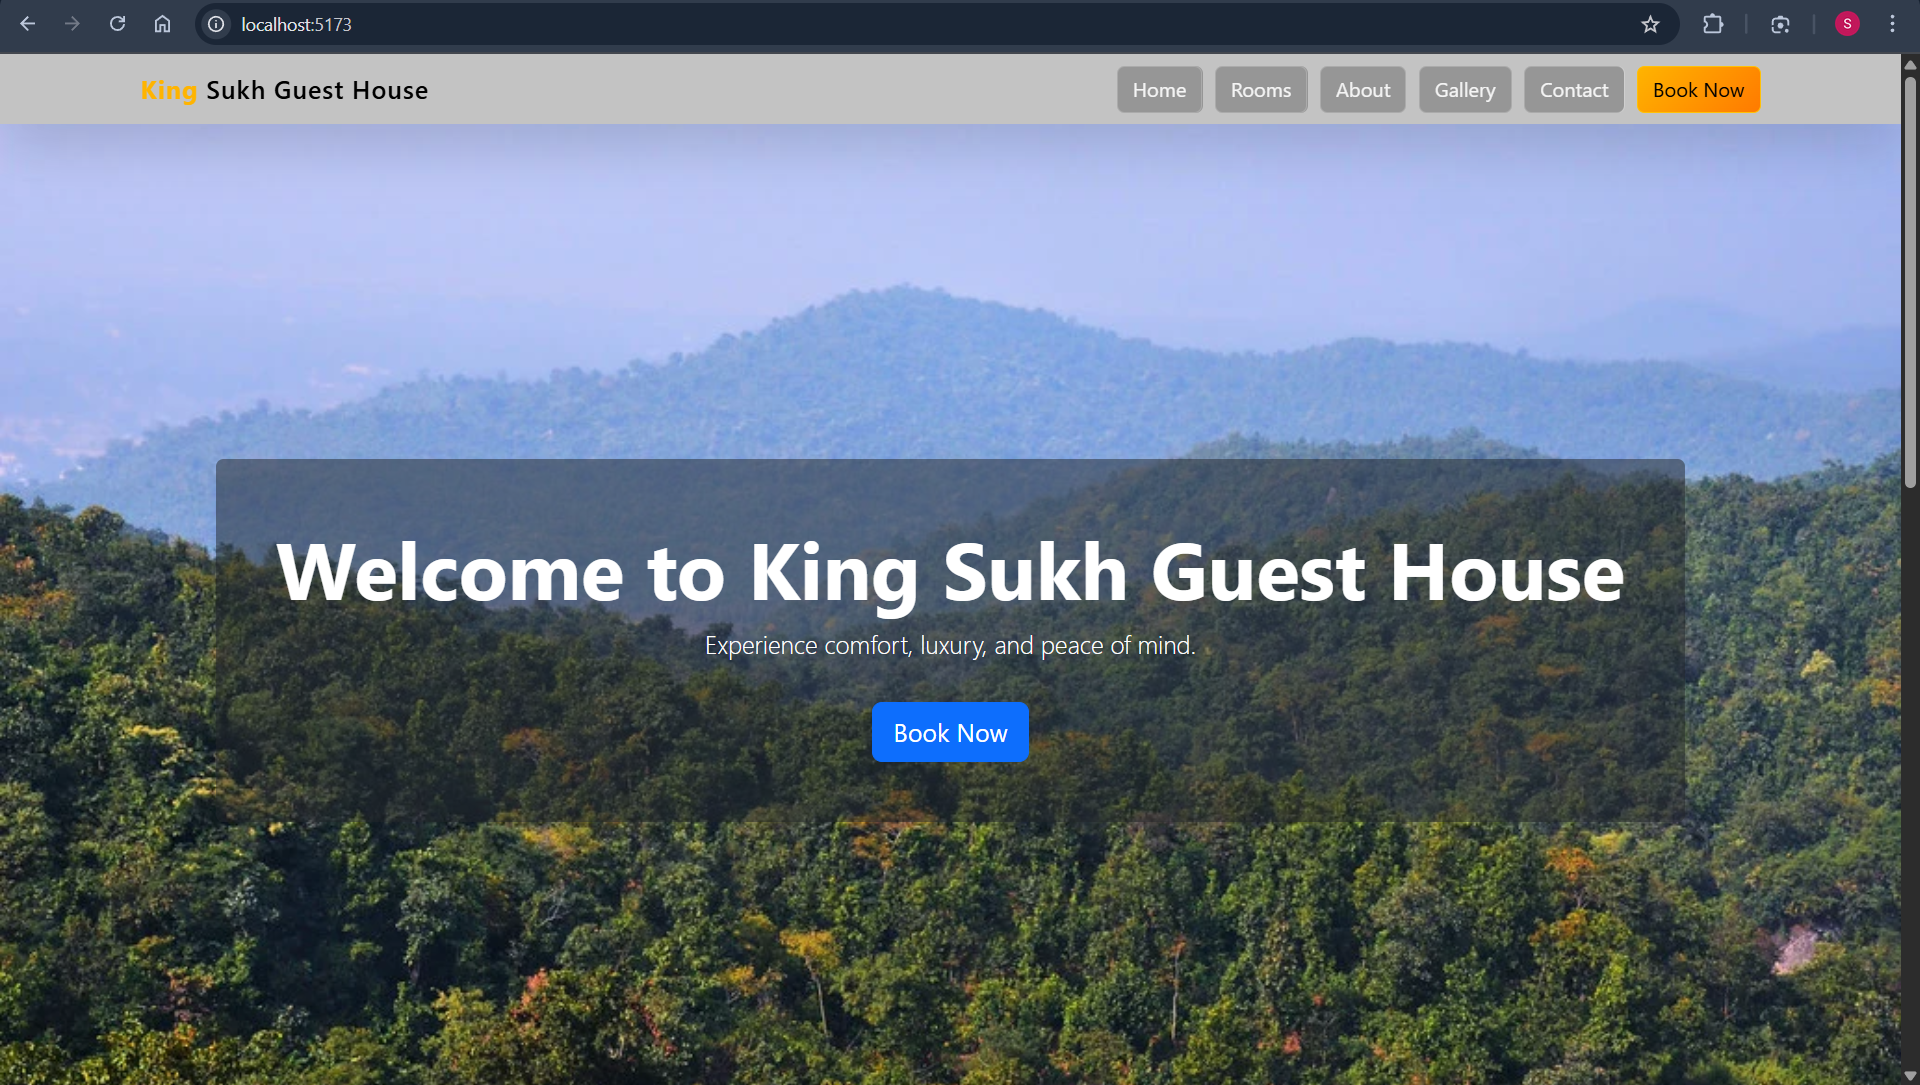 localhost:5173
S
King Sukh Guest House
Home Rooms About Gallery Contact Book Now
Welcome to King Sukh Guest House
Experience comfort, luxury, and peace of mind.
Book Now